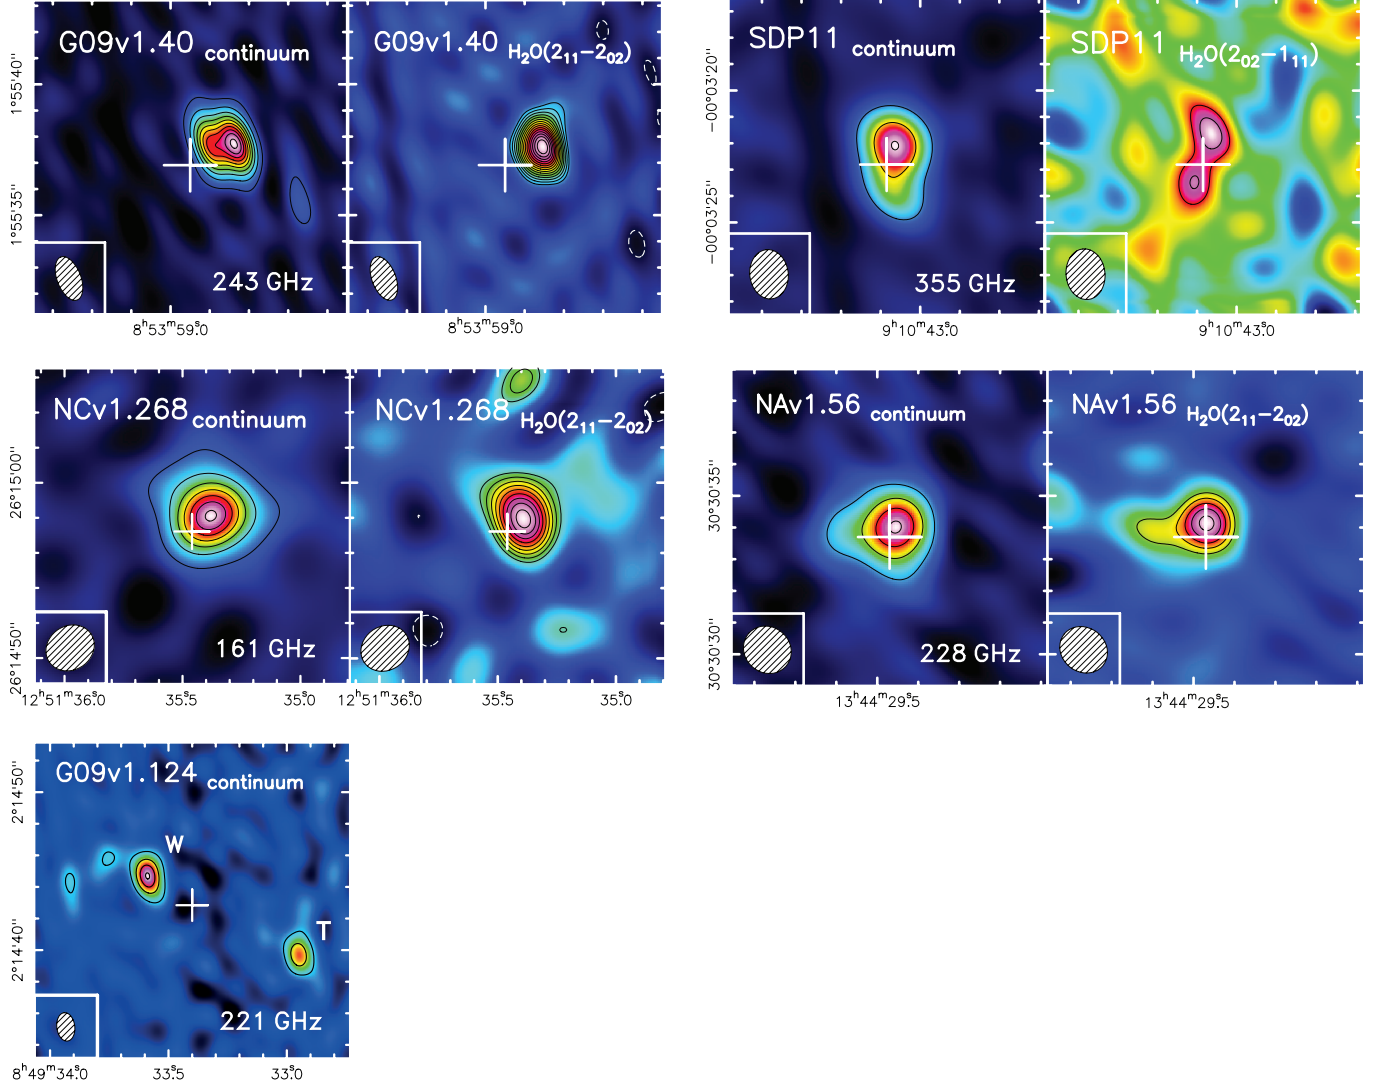 G09v1.40 continuum
G09v1.40 H₂O(2₁₁−2₀₂)
1°55'40"
1°55'35"
243 GHz
8ʰ53ᵐ59ˢ.0
8ʰ53ᵐ59ˢ.0
SDP11 continuum
SDP11 H₂O(2₀₂−1₁₁)
−00°03'20"
−00°03'25"
355 GHz
9ʰ10ᵐ43ˢ.0
9ʰ10ᵐ43ˢ.0
NCv1.268 continuum
NCv1.268 H₂O(2₁₁−2₀₂)
26°15'00"
26°14'50"
161 GHz
12ʰ51ᵐ36ˢ.0 35ˢ.5 35ˢ.0
12ʰ51ᵐ36ˢ.0 35ˢ.5 35ˢ.0
NAv1.56 continuum
NAv1.56 H₂O(2₁₁−2₀₂)
30°30'35"
30°30'30"
228 GHz
13ʰ44ᵐ29ˢ.5
13ʰ44ᵐ29ˢ.5
G09v1.124 continuum
2°14'50"
W
T
2°14'40"
221 GHz
8ʰ49ᵐ34ˢ.0 33ˢ.5 33ˢ.0